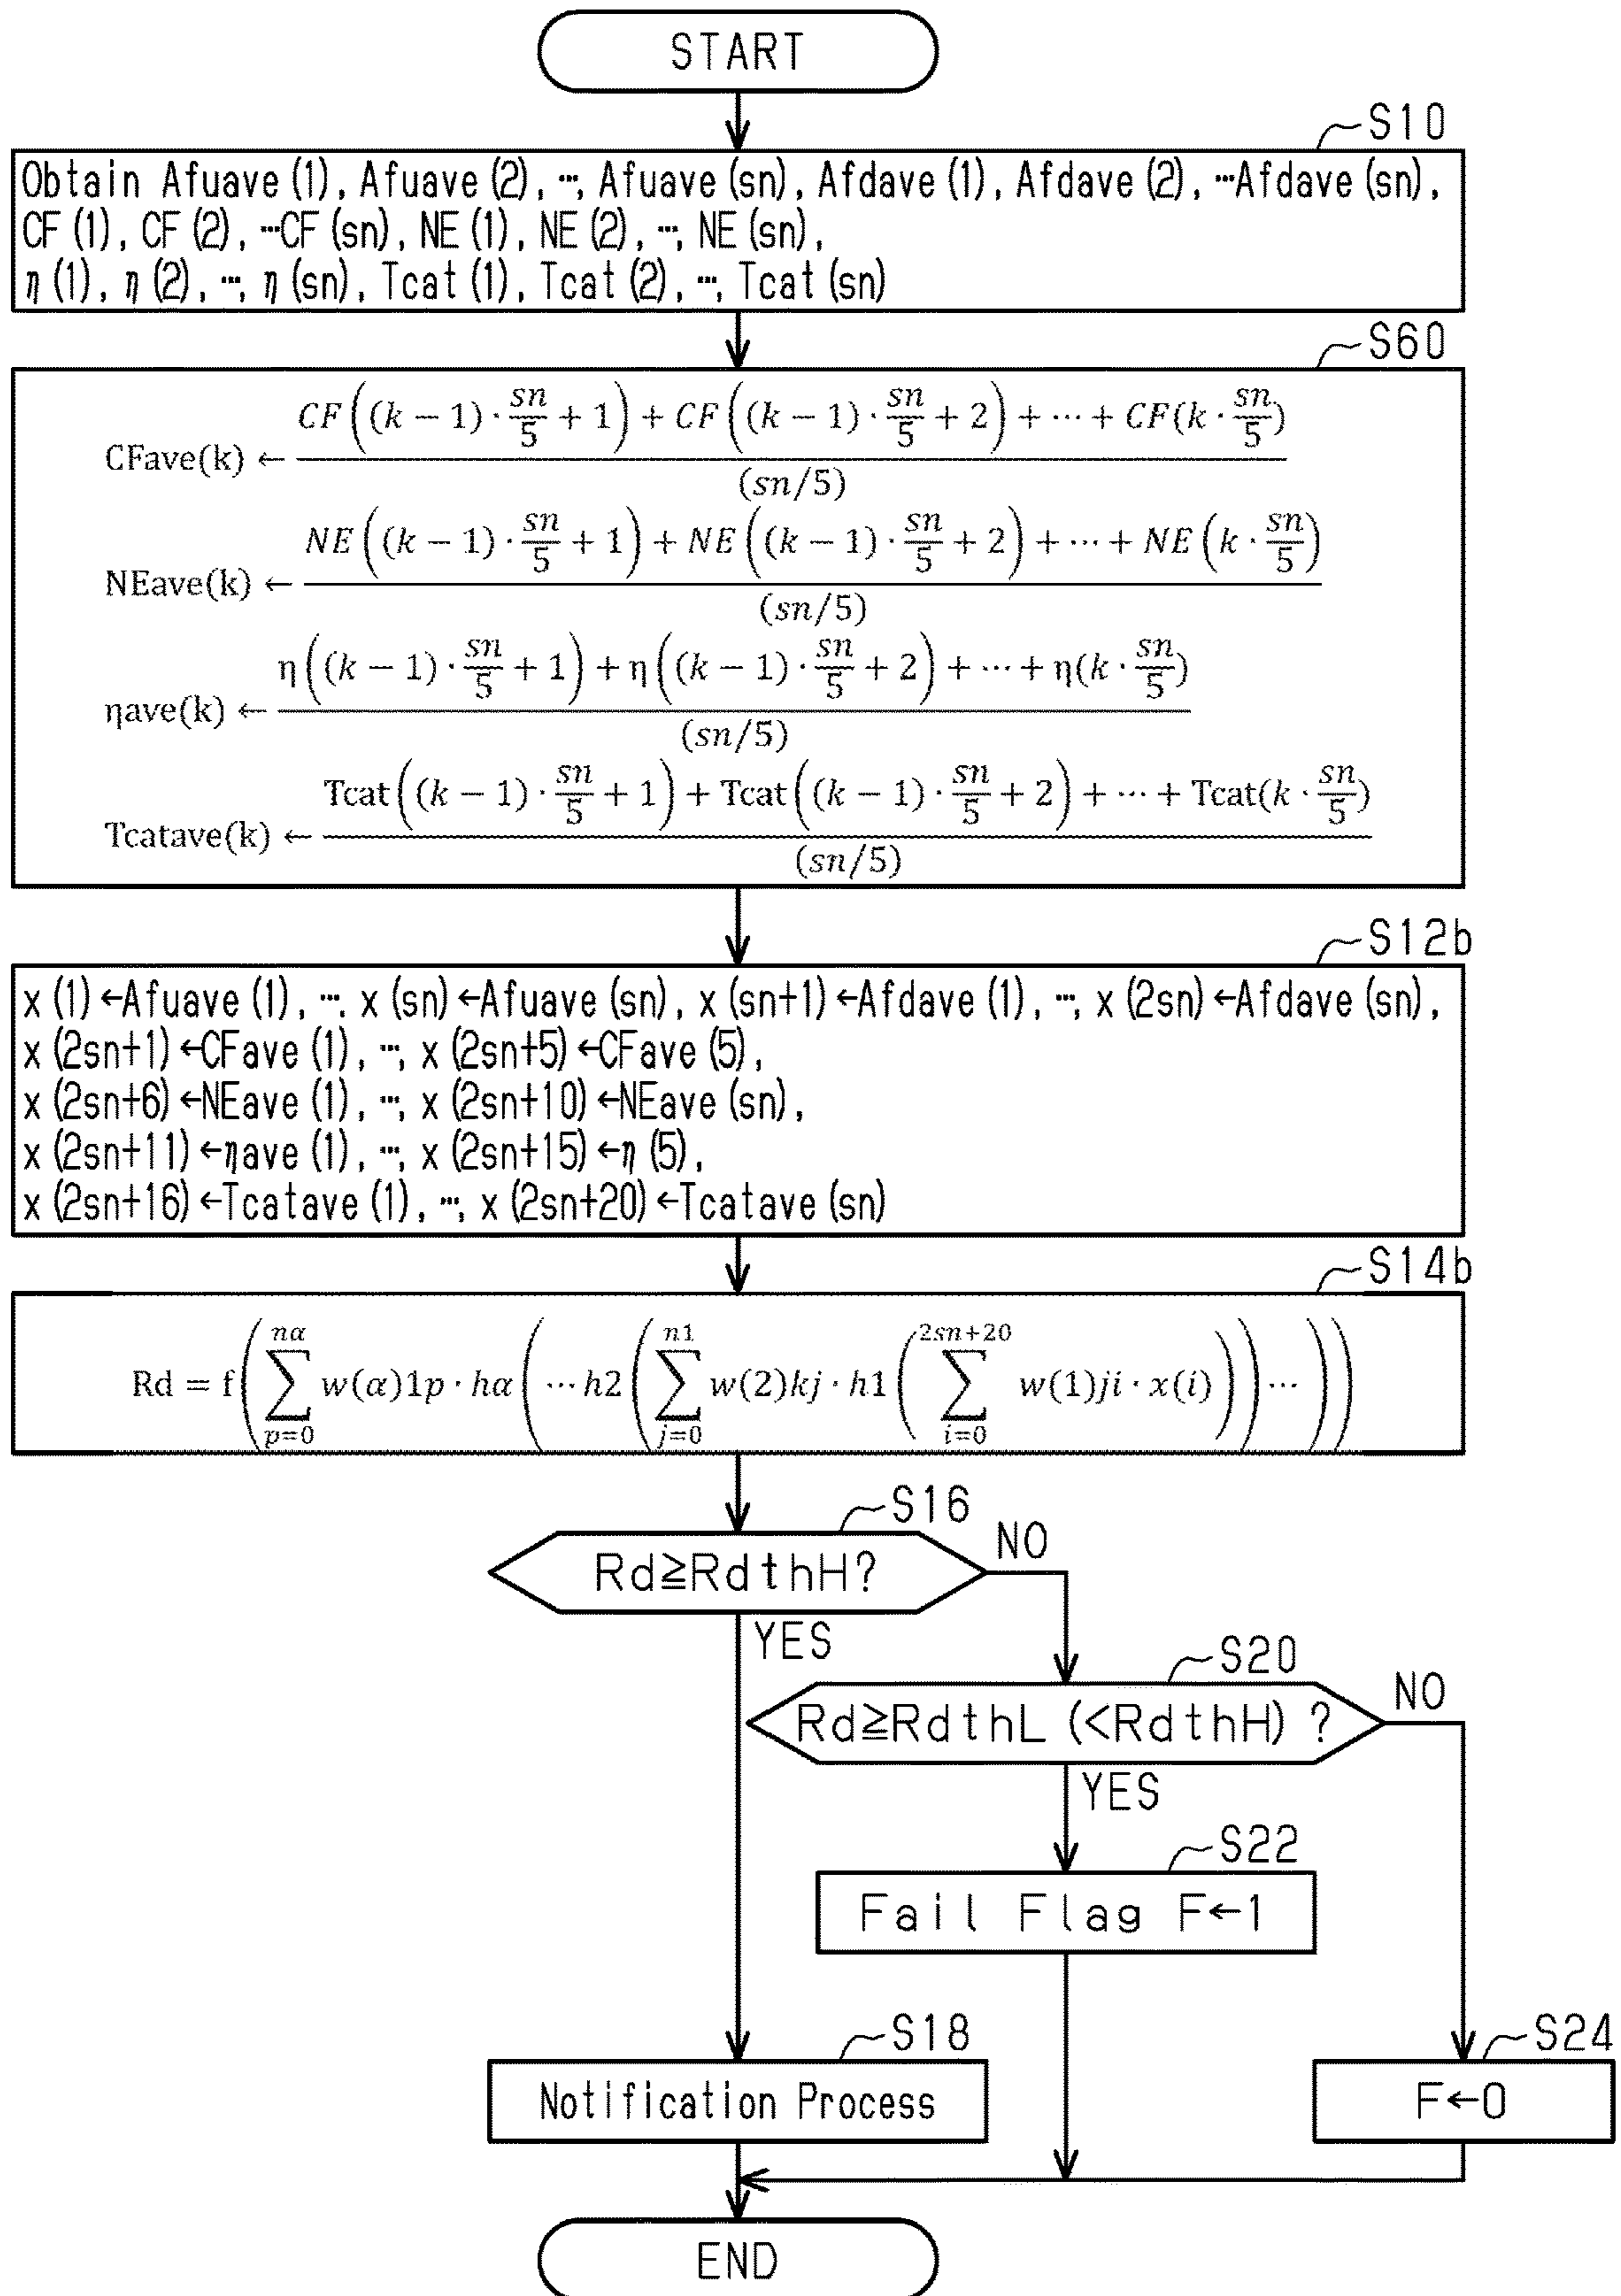 START
S10
Obtain Afuave (1), Afuave (2), …, Afuave (sn), Afdave (1), Afdave (2), …Afdave (sn),
CF (1), CF (2), …CF (sn), NE (1), NE (2), …, NE (sn),
η (1), η (2), …, η (sn), Tcat (1), Tcat (2), …, Tcat (sn)
S60
CFave(k) ← (CF((k − 1) · sn/5 + 1) + CF((k − 1) · sn/5 + 2) + ⋯ + CF(k · sn/5)) / (sn/5)
NEave(k) ← (NE((k − 1) · sn/5 + 1) + NE((k − 1) · sn/5 + 2) + ⋯ + NE(k · sn/5)) / (sn/5)
ηave(k) ← (η((k − 1) · sn/5 + 1) + η((k − 1) · sn/5 + 2) + ⋯ + η(k · sn/5)) / (sn/5)
Tcatave(k) ← (Tcat((k − 1) · sn/5 + 1) + Tcat((k − 1) · sn/5 + 2) + ⋯ + Tcat(k · sn/5)) / (sn/5)
S12b
x (1) ←Afuave (1), …, x (sn) ←Afuave (sn), x (sn+1) ←Afdave (1), …, x (2sn) ←Afdave (sn),
x (2sn+1) ←CFave (1), …, x (2sn+5) ←CFave (5),
x (2sn+6) ←NEave (1), …, x (2sn+10) ←NEave (sn),
x (2sn+11) ←ηave (1), …, x (2sn+15) ←η (5),
x (2sn+16) ←Tcatave (1), …, x (2sn+20) ←Tcatave (sn)
S14b
Rd = f(∑_{p=0}^{nα} w(α)1p · hα(⋯ h2(∑_{j=0}^{n1} w(2)kj · h1(∑_{i=0}^{2sn+20} w(1)ji · x(i)))⋯))
S16
Rd≧RdthH?
NO
YES
S20
Rd≧RdthL (<RdthH) ?
NO
YES
S22
Fail Flag F←1
S18
Notification Process
S24
F←0
END